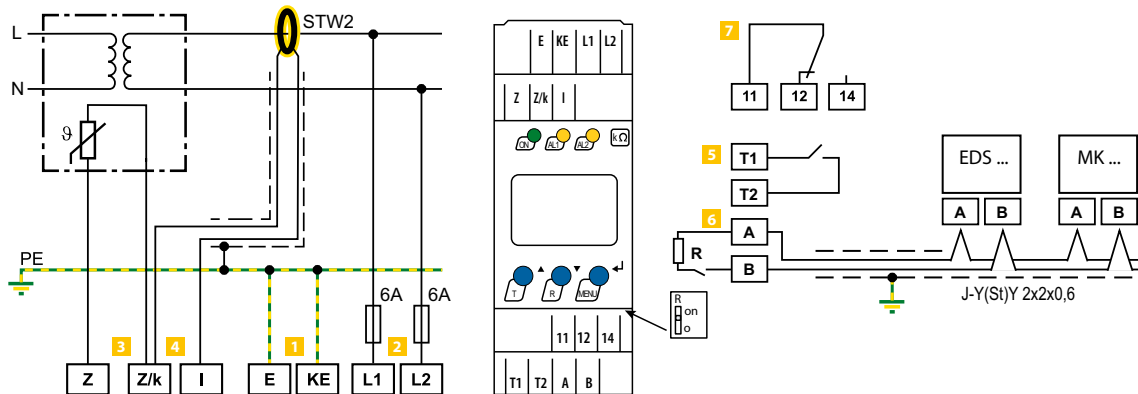 L
N
ϑ
STW2
PE
6A
6A
3
4
1
2
Z
Z/k
I
E
KE
L1
L2
E KE L1 L2
Z Z/k I
ON AL1 AL2 kΩ
T R MENU
11 12 14
T1 T2 A B
R
on
o
7
11
12
14
5
T1
T2
6
A
B
R
EDS ...
MK ...
A
B
A
B
J-Y(St)Y 2x2x0,6